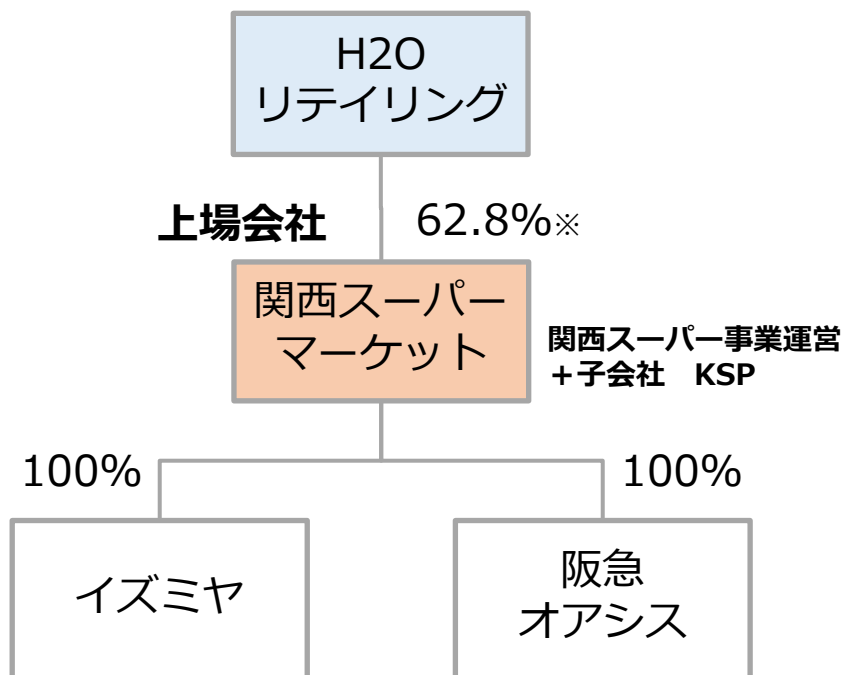 H2O
リテイリング
上場会社
62.8%※
関西スーパー
マーケット
関西スーパー事業運営
＋子会社　KSP
100%
100%
イズミヤ
阪急
オアシス